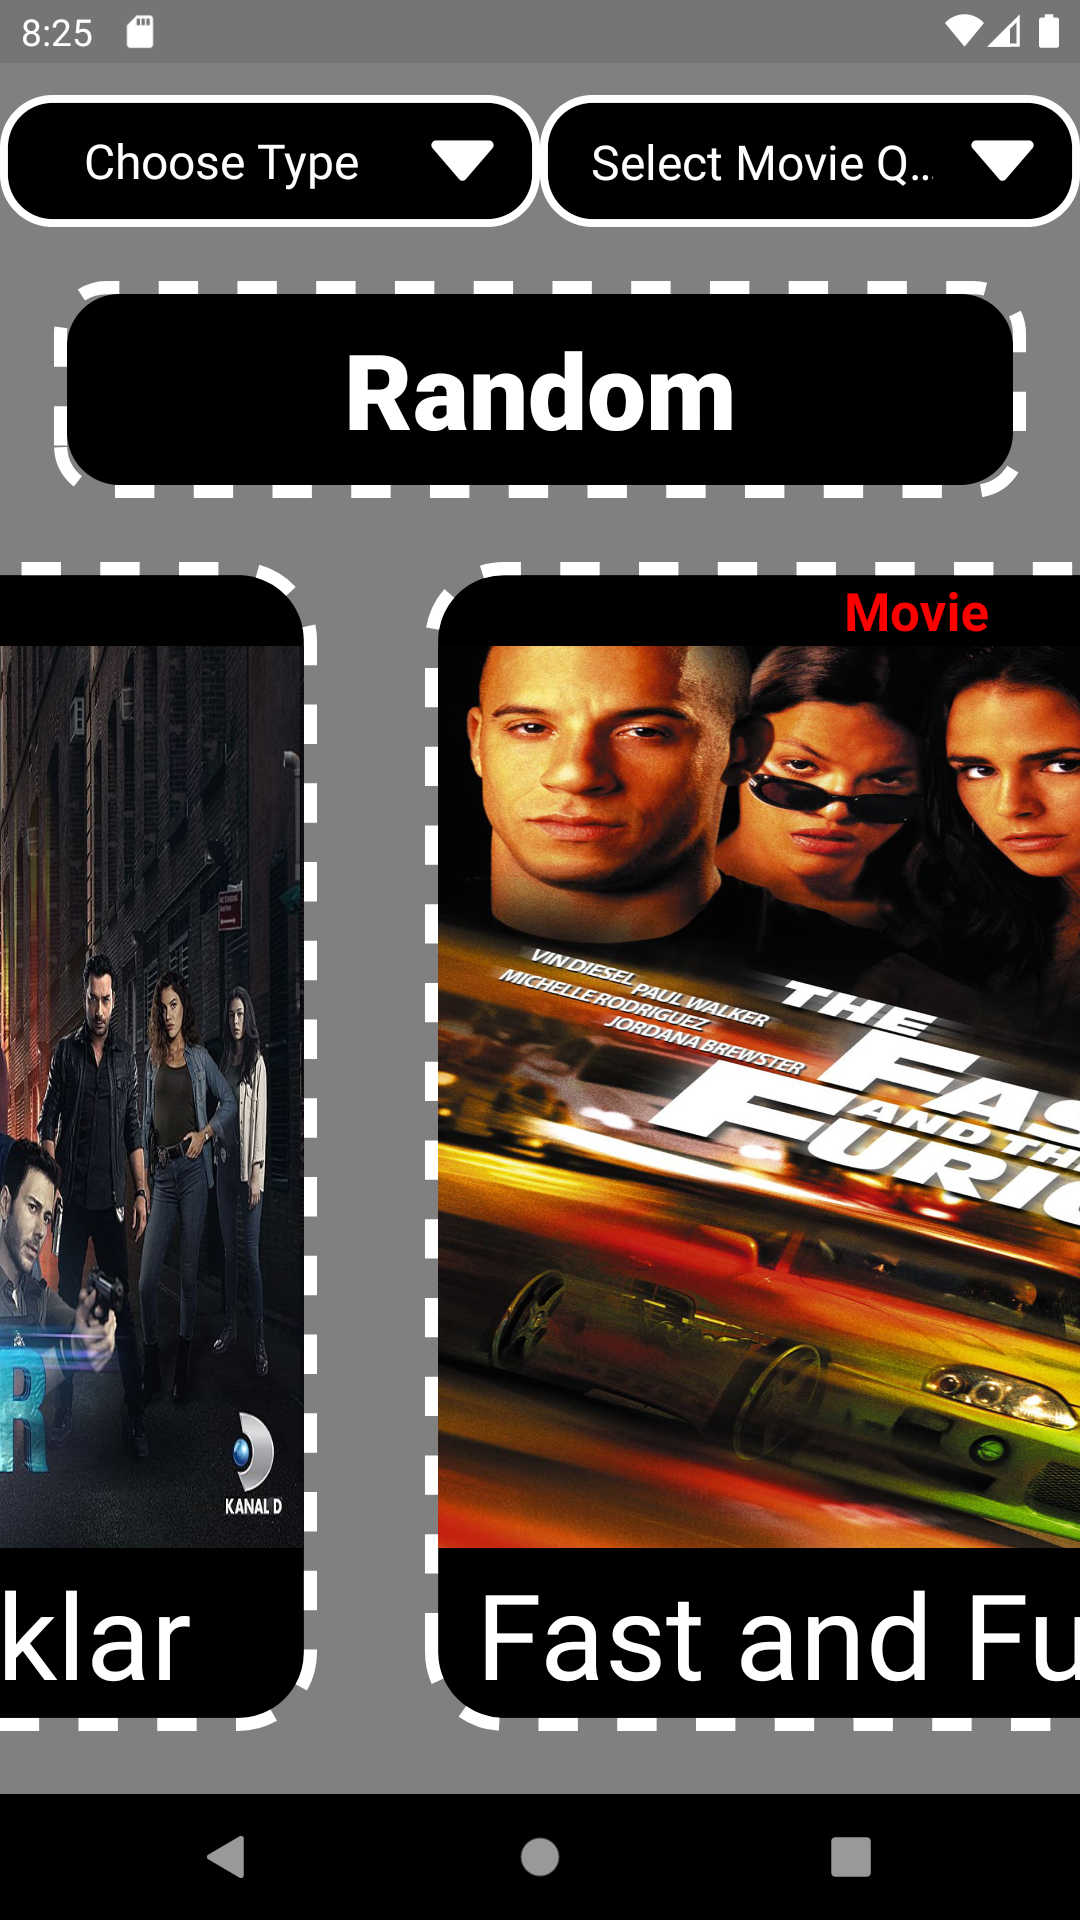 8:25
Choose Type
Select Movie Q...
Random
Movie
VIN DIESEL PAUL WALKER
MICHELLE RODRIGUEZ
JORDANA BREWSTER
THE
FAS
AND THE
FURIO
R
KANAL D
klar
Fast and Fu